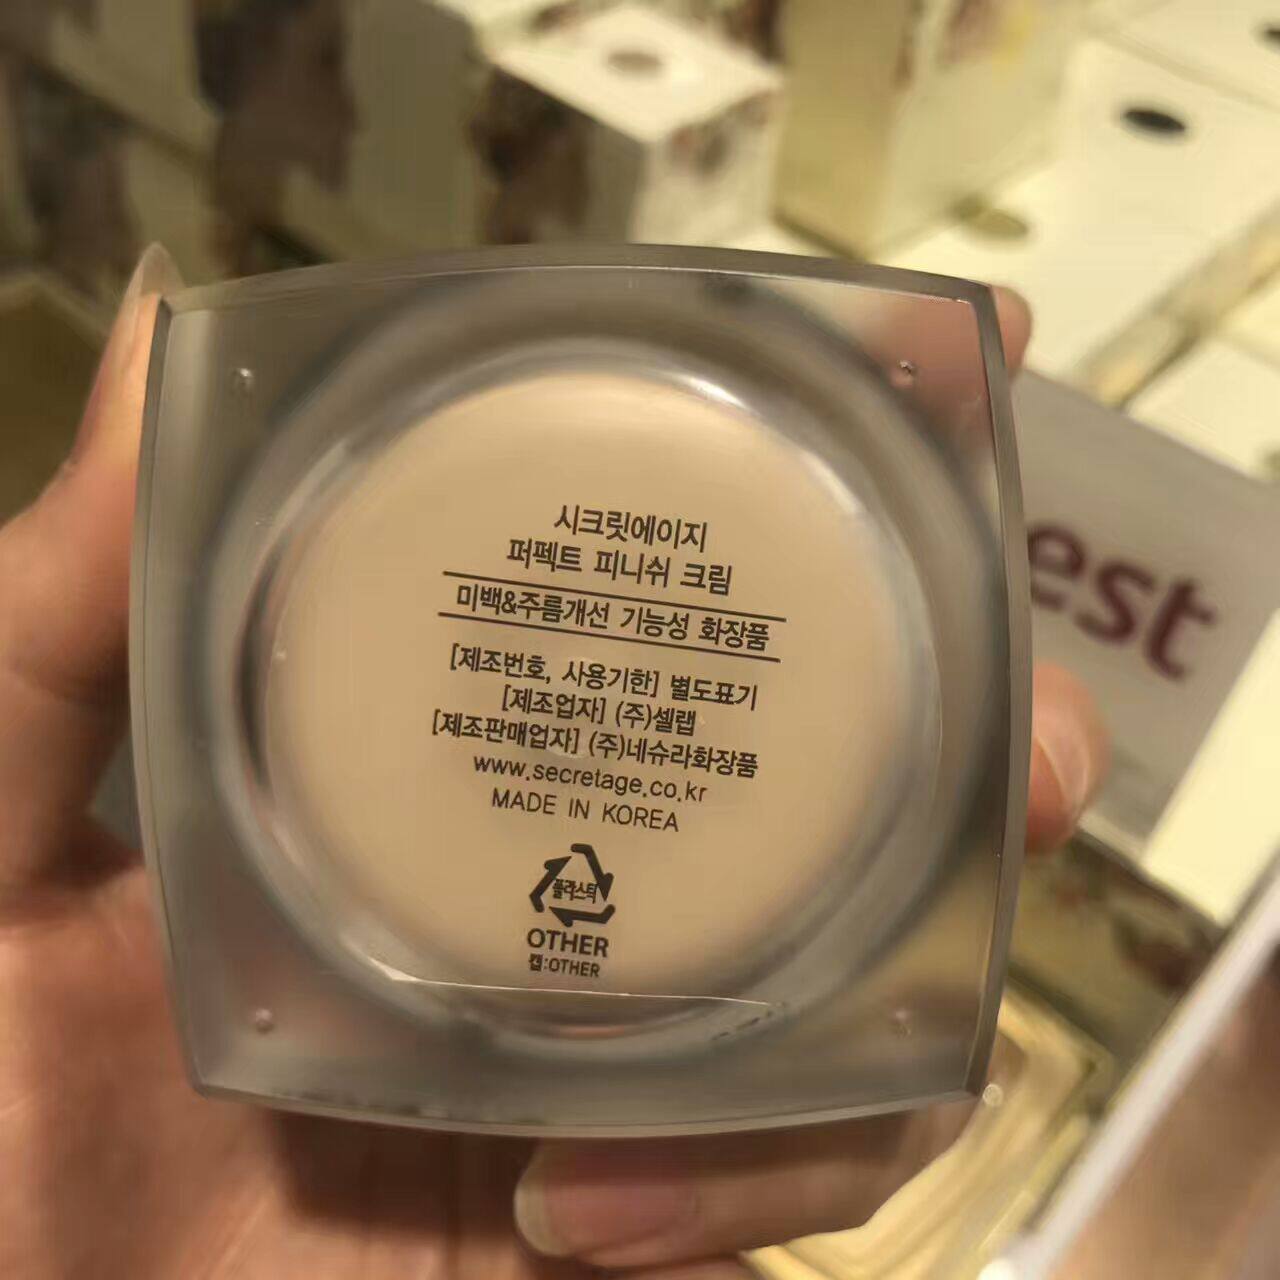 시크릿에이지
퍼펙트 피니쉬 크림
미백&주름개선 기능성 화장품
[제조번호, 사용기한] 별도표기
[제조업자] (주)셀랩
[제조판매업자] (주)네슈라화장품
www.secretage.co.kr
MADE IN KOREA
플라스틱
OTHER
캡:OTHER
est